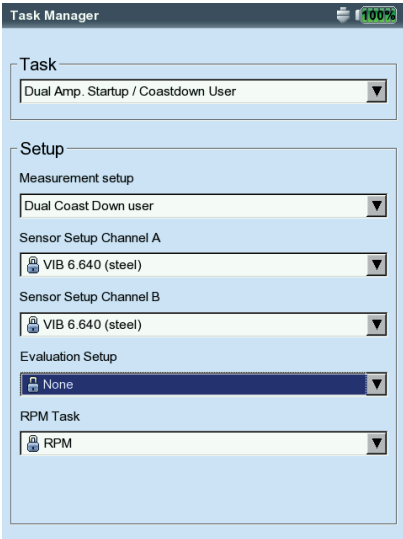 Task Manager 100%
Task
Dual Amp. Startup / Coastdown User
Setup
Measurement setup
Dual Coast Down user
Sensor Setup Channel A
VIB 6.640 (steel)
Sensor Setup Channel B
VIB 6.640 (steel)
Evaluation Setup
None
RPM Task
RPM